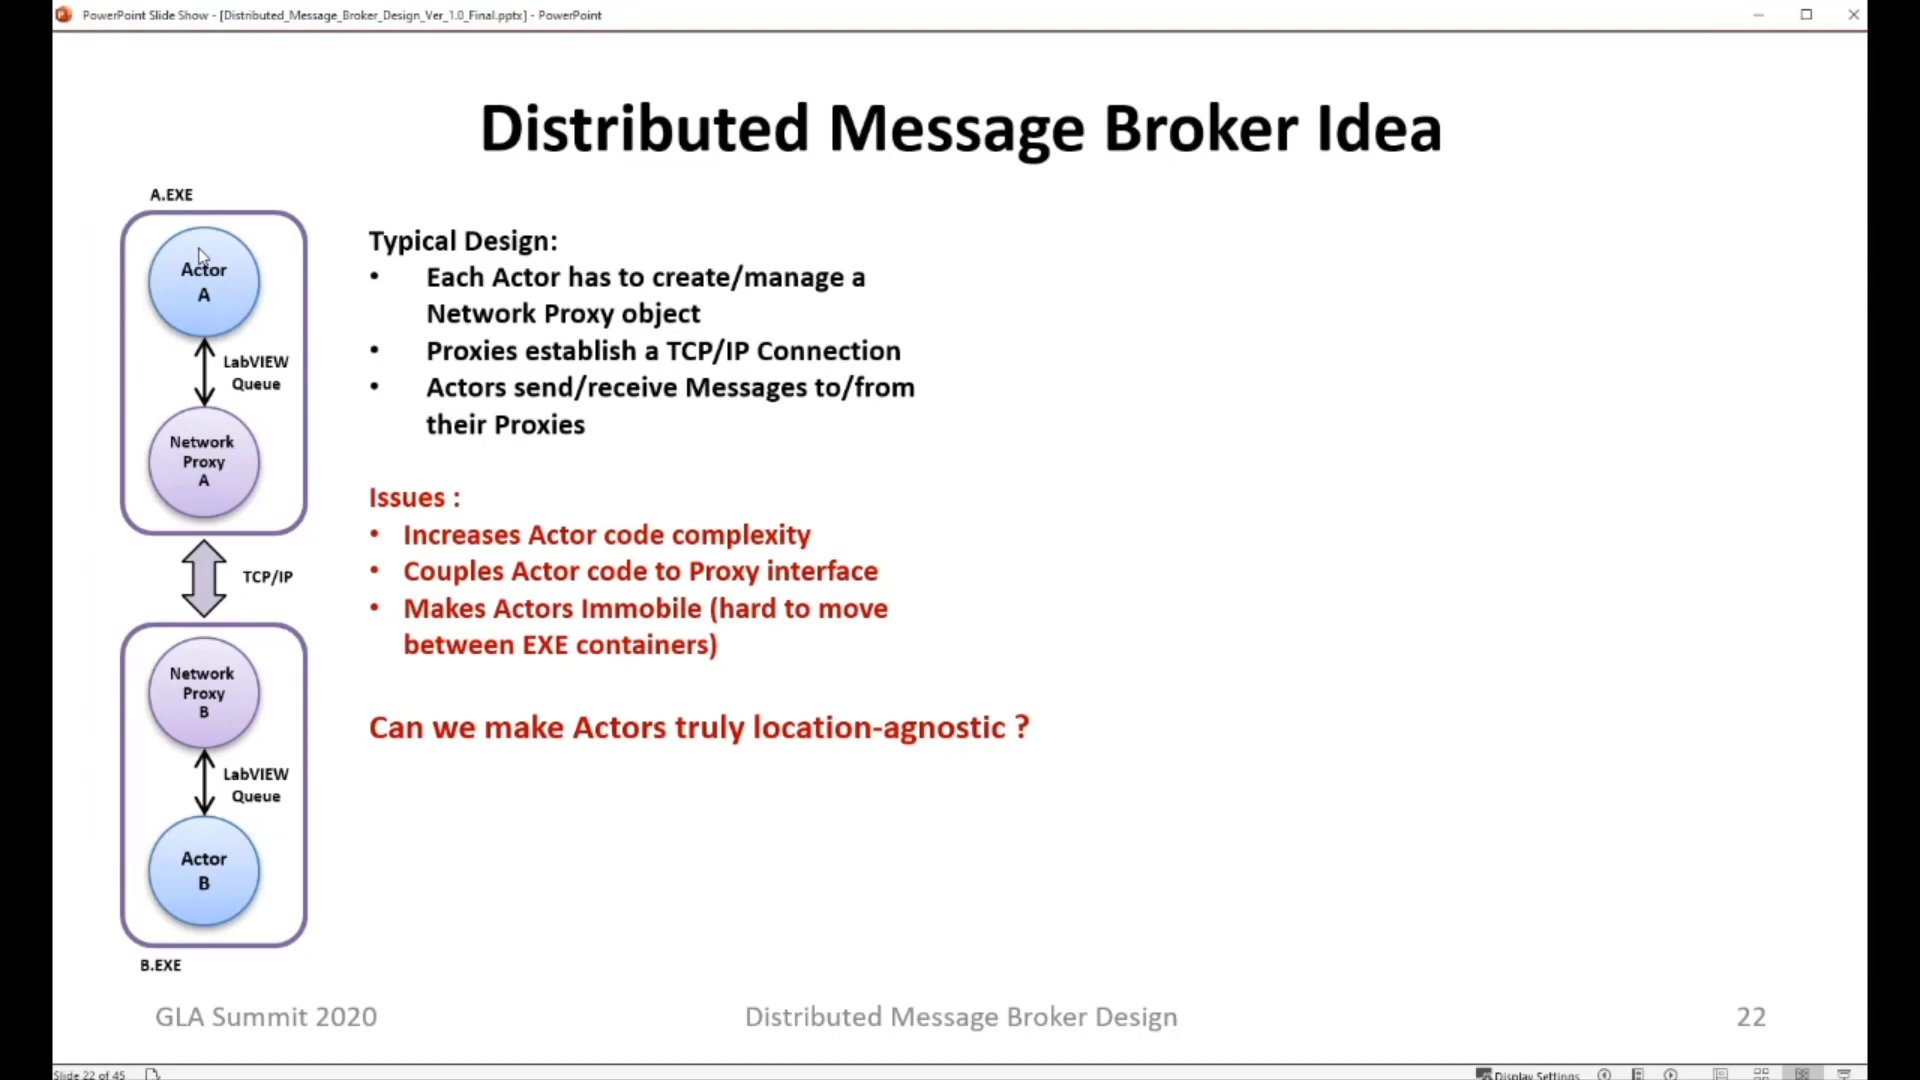 PowerPoint Slide Show - [Distributed_Message_Broker_Design_Ver_1.0_Final.pptx] - PowerPoint
Distributed Message Broker Idea
A.EXE
Actor
A
LabVIEW
Queue
Network
Proxy
A
TCP/IP
Network
Proxy
B
LabVIEW
Queue
Actor
B
B.EXE
Typical Design:
• Each Actor has to create/manage a
Network Proxy object
• Proxies establish a TCP/IP Connection
• Actors send/receive Messages to/from
their Proxies
Issues :
• Increases Actor code complexity
• Couples Actor code to Proxy interface
• Makes Actors Immobile (hard to move
between EXE containers)
Can we make Actors truly location-agnostic ?
GLA Summit 2020
Distributed Message Broker Design
22
Slide 22 of 45
Display Settings